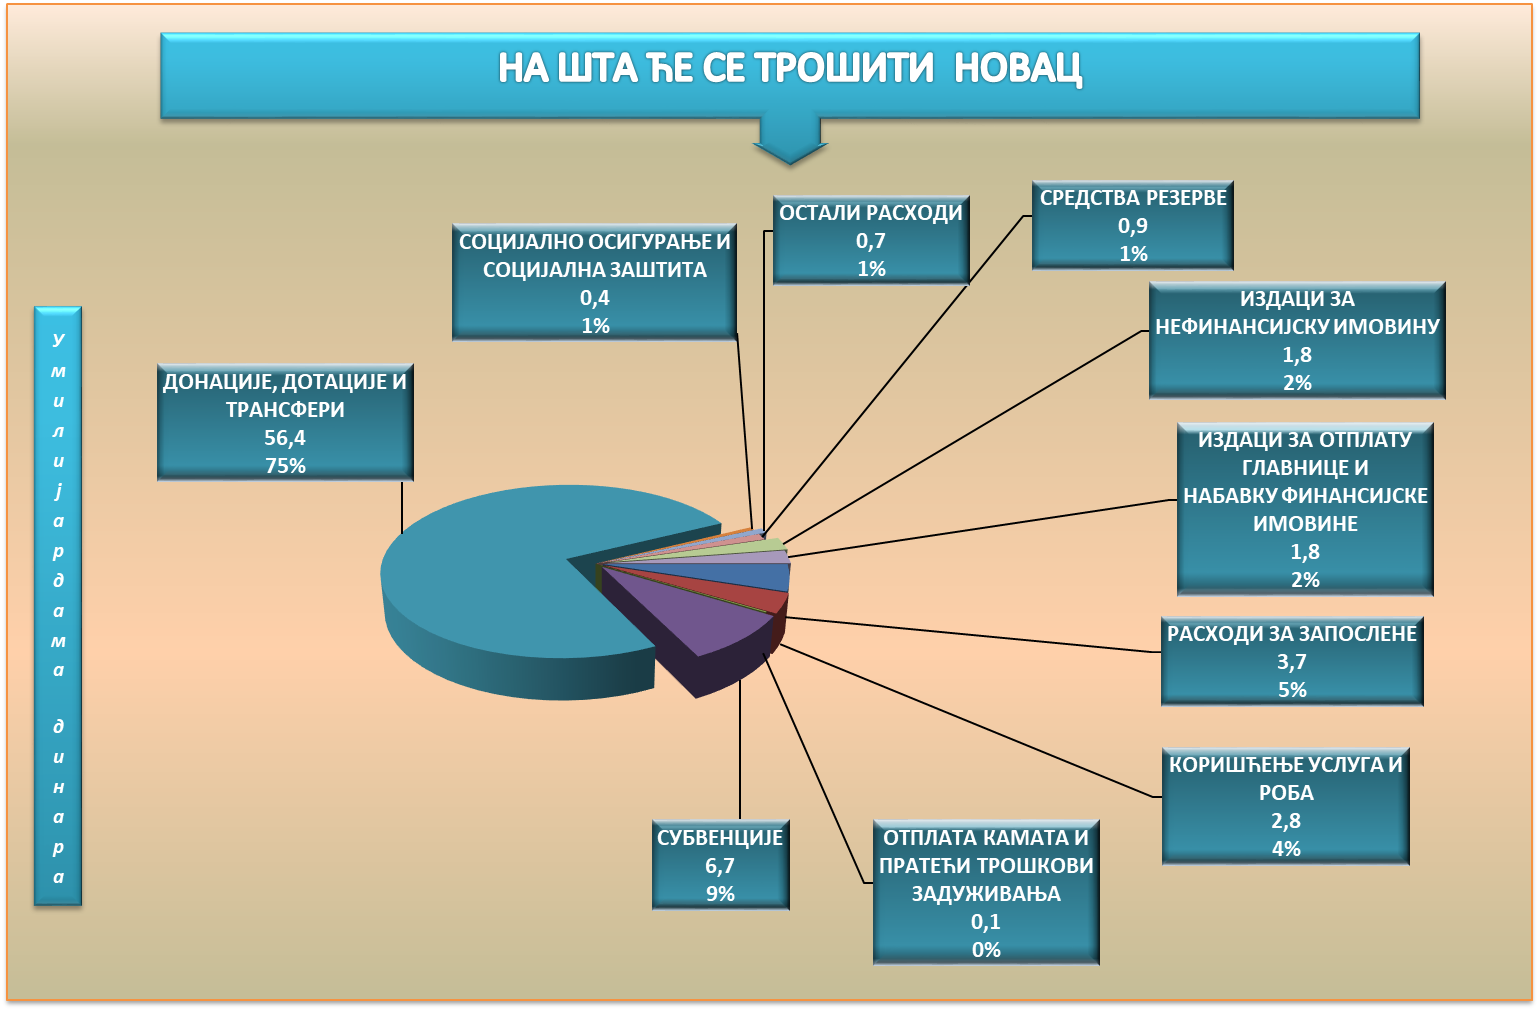 НА ШТА ЋЕ СЕ ТРОШИТИ НОВАЦ
У милијардама динара
ДОНАЦИЈЕ, ДОТАЦИЈЕ И
ТРАНСФЕРИ
56,4
75%
СОЦИЈАЛНО ОСИГУРАЊЕ И
СОЦИЈАЛНА ЗАШТИТА
0,4
1%
ОСТАЛИ РАСХОДИ
0,7
1%
СРЕДСТВА РЕЗЕРВЕ
0,9
1%
ИЗДАЦИ ЗА
НЕФИНАНСИЈСКУ ИМОВИНУ
1,8
2%
ИЗДАЦИ ЗА ОТПЛАТУ
ГЛАВНИЦЕ И
НАБАВКУ ФИНАНСИЈСКЕ
ИМОВИНЕ
1,8
2%
РАСХОДИ ЗА ЗАПОСЛЕНЕ
3,7
5%
КОРИШЋЕЊЕ УСЛУГА И
РОБА
2,8
4%
ОТПЛАТА КАМАТА И
ПРАТЕЋИ ТРОШКОВИ
ЗАДУЖИВАЊА
0,1
0%
СУБВЕНЦИЈЕ
6,7
9%